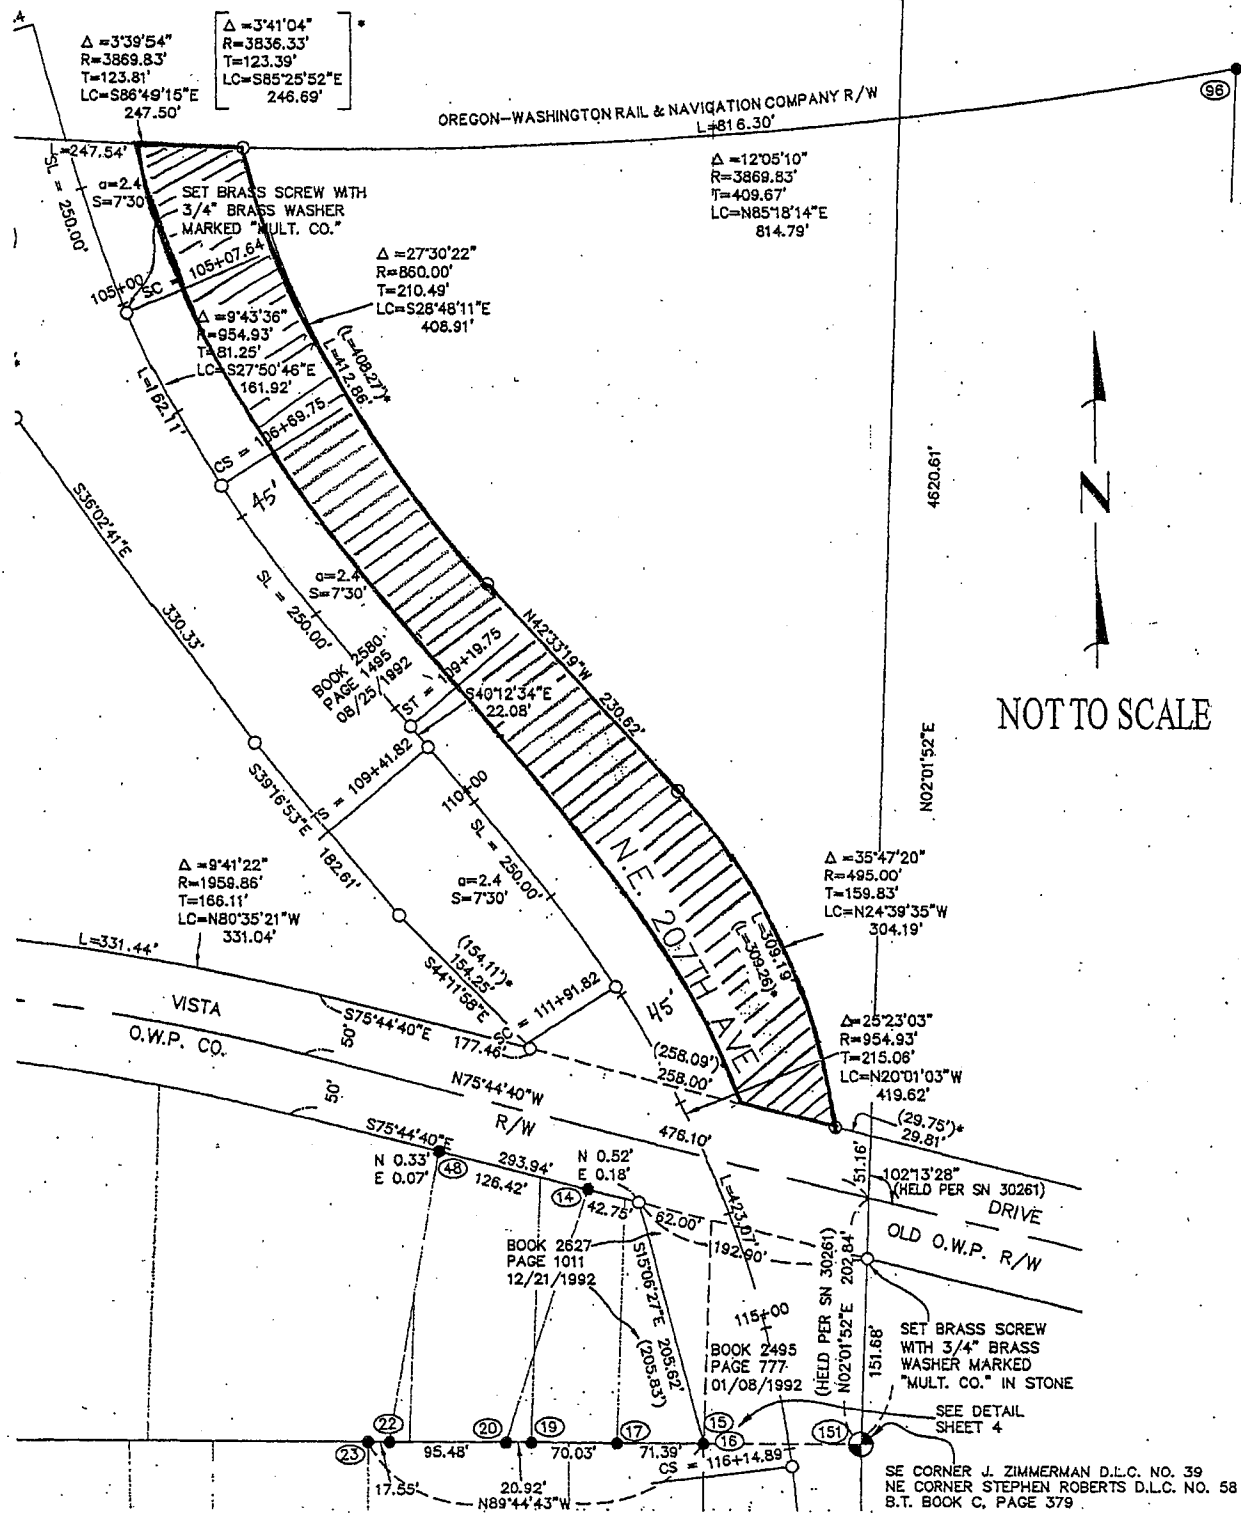 Δ =3°39'54"
R=3869.83'
T=123.81'
LC=S86°49'15"E
247.50'
Δ =3°41'04"
R=3836.33'
T=123.39'
LC=S85°25'52"E
246.69'
*
OREGON-WASHINGTON RAIL & NAVIGATION COMPANY R/W
L=816.30'
96
Δ =12°05'10"
R=3869.83'
T=409.67'
LC=N85°18'14"E
814.79'
L=247.54'
SL = 250.00'
a=2.4
S=7°30'
SET BRASS SCREW WITH
3/4" BRASS WASHER
MARKED "MULT. CO."
105+00
SC = 105+07.64
Δ =27°30'22"
R=860.00'
T=210.49'
LC=S28°48'11"E
408.91'
Δ =9°43'36"
R=954.93'
T=81.25'
LC=S27°50'46"E
161.92'
(L=408.27')*
L=412.86'
L=162.11'
CS = 106+69.75
45'
S36°02'41"E
330.33'
4620.61'
N
NOT TO SCALE
a=2.4
S=7°30'
SL = 250.00'
N42°33'19"W
230.62'
BOOK 2580
PAGE 1495
08/25/1992
ST = 109+19.75
S40°12'34"E
22.08'
N02°01'52"E
S = 109+41.82
S39°16'53"E
182.61'
110+00
SL = 250.00'
a=2.4
S=7°30'
N.E. 207TH AVE
Δ =35°47'20"
R=495.00'
T=159.83'
LC=N24°39'35"W
304.19'
L=309.19'
(L=309.26)*
Δ =9°41'22"
R=1959.86'
T=166.11'
LC=N80°35'21"W
331.04'
L=331.44'
(154.11')*
154.25'
S44°11'58"E
SC = 111+91.82
45'
VISTA
O.W.P. CO.
50'
S75°44'40"E
177.46'
(258.09')
258.00'
Δ=25°23'03"
R=954.93'
T=215.06'
LC=N20°01'03"W
419.62'
N75°44'40"W
R/W
50'
476.10'
(29.75')*
29.81'
51.16'
102°13'28"
(HELD PER SN 30261)
DRIVE
OLD O.W.P. R/W
S75°44'40"E
N 0.33'
E 0.07'
48
293.94'
126.42'
N 0.52'
E 0.18'
14
42.75'
62.00'
192.90'
L=423.07'
BOOK 2627
PAGE 1011
12/21/1992
S15°06'27"E 205.62'
(205.83')
115+00
BOOK 2495
PAGE 777
01/08/1992
(HELD PER SN 30261)
N02°01'52"E 202.84'
151.68'
SET BRASS SCREW
WITH 3/4" BRASS
WASHER MARKED
"MULT. CO." IN STONE
SEE DETAIL
SHEET 4
22
23
20
19
17
15
16
151
95.48'
70.03'
71.39'
CS = 116+14.89
17.55'
20.92'
N89°44'43"W
SE CORNER J. ZIMMERMAN D.L.C. NO. 39
NE CORNER STEPHEN ROBERTS D.L.C. NO. 58
B.T. BOOK C, PAGE 379